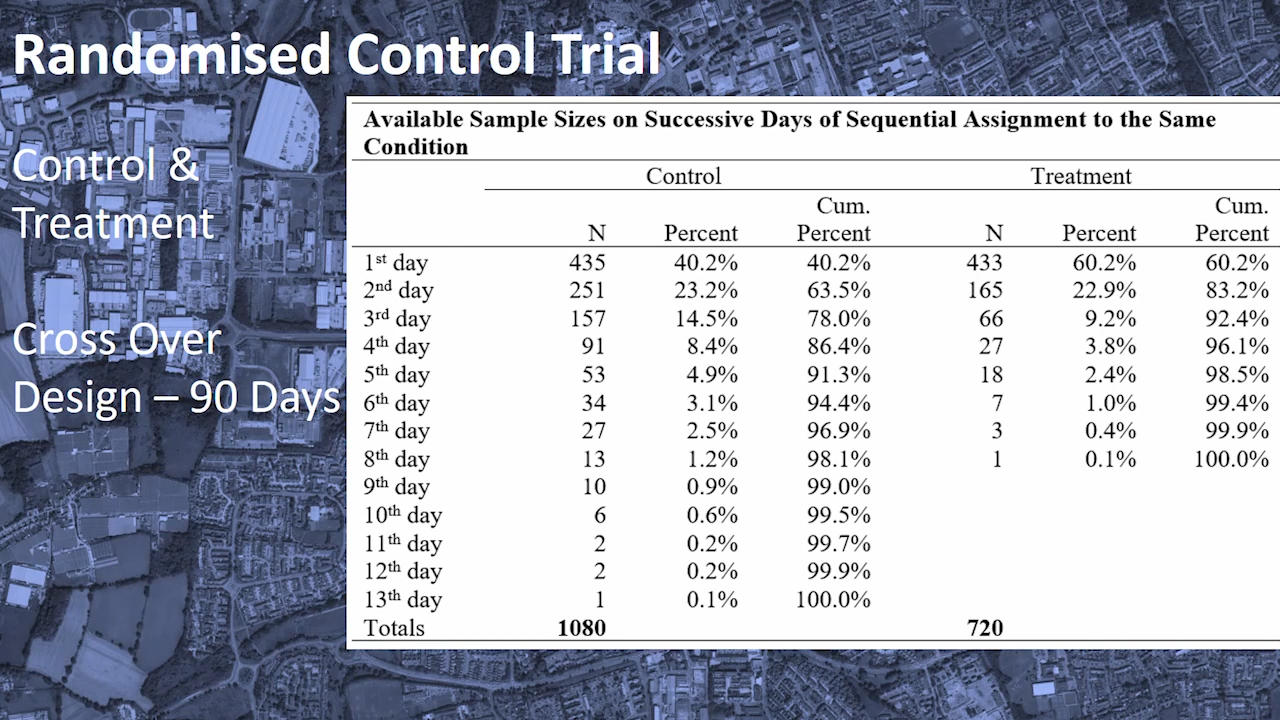 Randomised Control Trial
Control &
Treatment
Cross Over
Design – 90 Days
Available Sample Sizes on Successive Days of Sequential Assignment to the Same
Condition
Control Treatment
Cum. Cum.
N Percent Percent N Percent Percent
1st day 435 40.2% 40.2% 433 60.2% 60.2%
2nd day 251 23.2% 63.5% 165 22.9% 83.2%
3rd day 157 14.5% 78.0% 66 9.2% 92.4%
4th day 91 8.4% 86.4% 27 3.8% 96.1%
5th day 53 4.9% 91.3% 18 2.4% 98.5%
6th day 34 3.1% 94.4% 7 1.0% 99.4%
7th day 27 2.5% 96.9% 3 0.4% 99.9%
8th day 13 1.2% 98.1% 1 0.1% 100.0%
9th day 10 0.9% 99.0%
10th day 6 0.6% 99.5%
11th day 2 0.2% 99.7%
12th day 2 0.2% 99.9%
13th day 1 0.1% 100.0%
Totals 1080 720